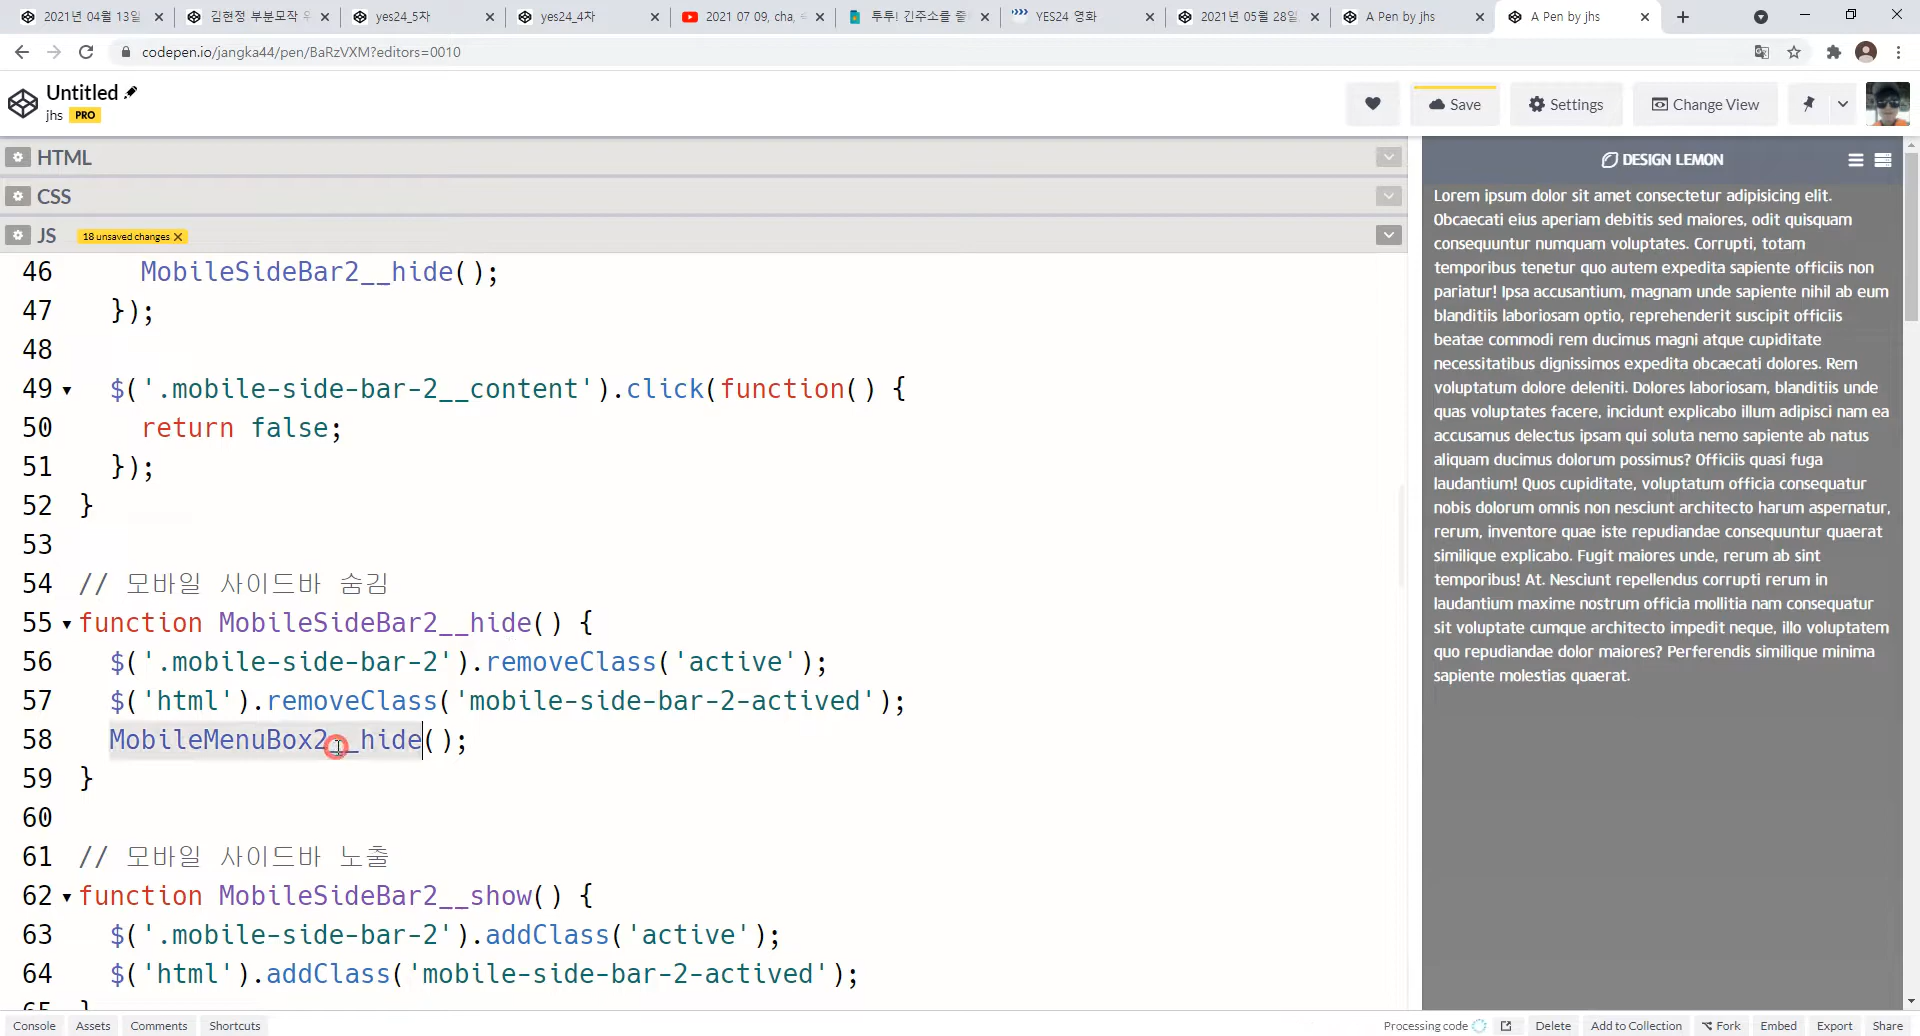 2021년 04월 13일
김현정 부분모작 우
yes24_5차
yes24_4차
2021 07 09, cha,
투투! 긴주소를 줄
YES24 영화
2021년 05월 28일
A Pen by jhs
A Pen by jhs
codepen.io/jangka44/pen/BaRzVXM?editors=0010
Untitled
jhs PRO
Save
Settings
Change View
HTML
CSS
JS 18 unsaved changes
46 MobileSideBar2__hide();
47 });
48
49 $('.mobile-side-bar-2__content').click(function() {
50 return false;
51 });
52 }
53
54 // 모바일 사이드바 숨김
55 function MobileSideBar2__hide() {
56 $('.mobile-side-bar-2').removeClass('active');
57 $('html').removeClass('mobile-side-bar-2-actived');
58 MobileMenuBox2__hide();
59 }
60
61 // 모바일 사이드바 노출
62 function MobileSideBar2__show() {
63 $('.mobile-side-bar-2').addClass('active');
64 $('html').addClass('mobile-side-bar-2-actived');
65 }
DESIGN LEMON
Lorem ipsum dolor sit amet consectetur adipisicing elit.
Obcaecati eius aperiam debitis sed maiores, odit quisquam
consequuntur numquam voluptates. Corrupti, totam
temporibus tenetur quo autem expedita sapiente officiis non
pariatur! Ipsa accusantium, magnam unde sapiente nihil ab eum
blanditiis laboriosam optio, reprehenderit suscipit officiis
beatae commodi rem ducimus magni atque cupiditate
necessitatibus dignissimos expedita obcaecati dolores. Rem
voluptatum dolore deleniti. Dolores laboriosam, blanditiis unde
quas voluptates facere, incidunt explicabo illum adipisci nam ea
accusamus delectus ipsam qui soluta nemo sapiente ab natus
aliquam ducimus dolorum possimus? Officiis quasi fuga
laudantium! Quos cupiditate, voluptatum officia consequatur
nobis dolorum omnis non nesciunt architecto harum aspernatur,
rerum, inventore quae iste repudiandae consequuntur quaerat
similique explicabo. Fugit maiores unde, rerum ab sint
temporibus! At. Nesciunt repellendus corrupti rerum in
laudantium maxime nostrum officia mollitia nam consequatur
sit voluptate cumque architecto impedit neque, illo voluptatem
quo repudiandae dolor maiores? Perferendis similique minima
sapiente molestias quaerat.
Console
Assets
Comments
Shortcuts
Processing code
Delete
Add to Collection
Fork
Embed
Export
Share